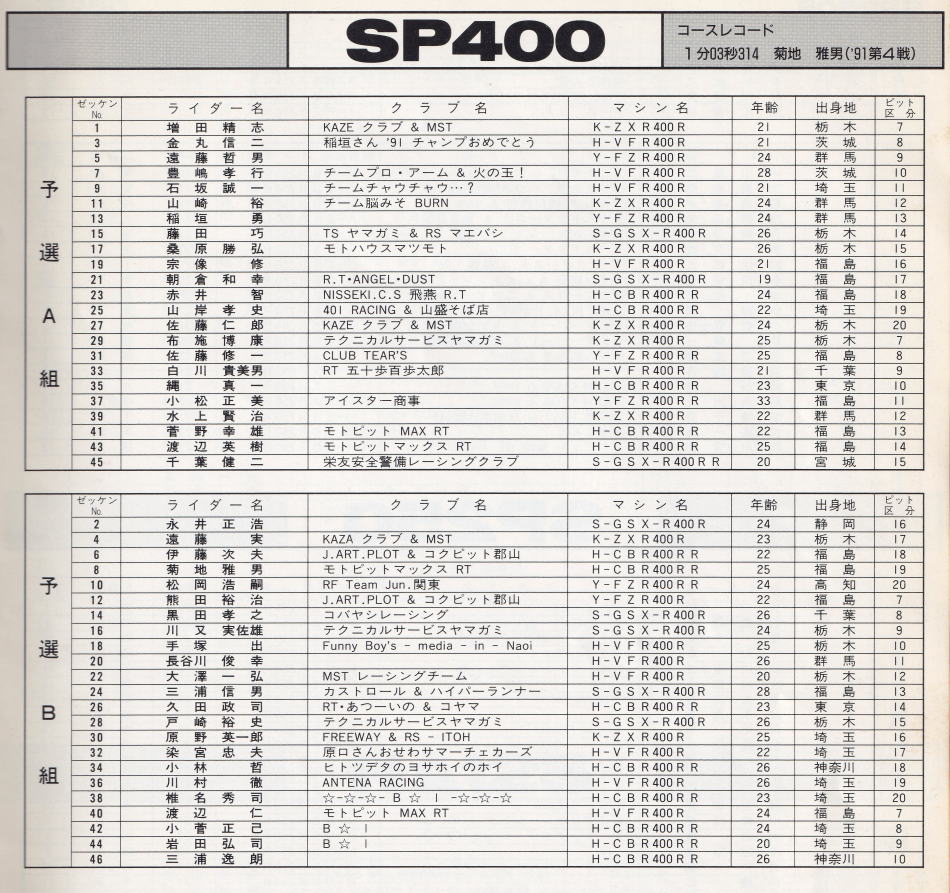 SP400
コースレコード
1分03秒314 菊地 雅男('91第4戦)
予選A組
ゼッケンNo. ライダー名 クラブ名 マシン名 年齢 出身地 ピット区分
1 増田精志 KAZE クラブ & MST K-ZXR400R 21 栃木 7
3 金丸信二 稲垣さん '91 チャンプおめでとう H-VFR400R 21 茨城 8
5 遠藤哲男 Y-FZR400R 24 群馬 9
7 豊嶋孝行 チームプロ・アーム & 火の玉! H-VFR400R 28 茨城 10
9 石坂誠一 チームチャウチャウ…? H-VFR400R 21 埼玉 11
11 山崎裕 チーム脳みそ BURN K-ZXR400R 24 群馬 12
13 稲垣勇 Y-FZR400R 24 群馬 13
15 藤田巧 TS ヤマガミ & RS マエバシ S-GSX-R400R 26 栃木 14
17 桑原勝弘 モトハウスマツモト K-ZXR400R 26 栃木 15
19 宗像修 H-VFR400R 21 福島 16
21 朝倉和幸 R.T・ANGEL・DUST S-GSX-R400R 19 福島 17
23 赤井智 NISSEKI.C.S 飛燕 R.T H-CBR400RR 24 福島 18
25 山岸孝史 401 RACING & 山盛そば店 H-CBR400RR 22 埼玉 19
27 佐藤仁郎 KAZE クラブ & MST K-ZXR400R 24 栃木 20
29 布施博康 テクニカルサービスヤマガミ K-ZXR400R 25 栃木 7
31 佐藤修一 CLUB TEAR'S Y-FZR400RR 25 福島 8
33 白川貴美男 RT 五十歩百歩太郎 H-VFR400R 21 千葉 9
35 縄真一 H-CBR400RR 23 東京 10
37 小松正美 アイスター商事 Y-FZR400RR 33 福島 11
39 水上賢治 K-ZXR400R 22 群馬 12
41 菅野幸雄 モトピット MAX RT H-CBR400RR 22 福島 13
43 渡辺英樹 モトピットマックス RT H-CBR400RR 25 福島 14
45 千葉健二 栄友安全警備レーシングクラブ S-GSX-R400RR 20 宮城 15
予選B組
ゼッケンNo. ライダー名 クラブ名 マシン名 年齢 出身地 ピット区分
2 永井正浩 S-GSX-R400R 24 静岡 16
4 遠藤実 KAZA クラブ & MST K-ZXR400R 23 栃木 17
6 伊藤次夫 J.ART.PLOT & コクピット郡山 H-CBR400RR 22 福島 18
8 菊地雅男 モトピットマックス RT H-CBR400RR 25 福島 19
10 松岡浩嗣 RF Team Jun.関東 Y-FZR400RR 24 高知 20
12 熊田裕治 J.ART.PLOT & コクピット郡山 Y-FZR400R 22 福島 7
14 黒田孝之 コバヤシレーシング S-GSX-R400R 26 千葉 8
16 川又実佐雄 テクニカルサービスヤマガミ S-GSX-R400R 24 栃木 9
18 手塚出 Funny Boy's - media - in - Naoi H-VFR400R 25 栃木 10
20 長谷川俊幸 H-VFR400R 26 群馬 11
22 大澤一弘 MST レーシングチーム H-VFR400R 20 栃木 12
24 三浦信男 カストロール & ハイパーランナー S-GSX-R400R 28 福島 13
26 久田政司 RT・あつーいの & コヤマ H-CBR400RR 23 東京 14
28 戸崎裕史 テクニカルサービスヤマガミ S-GSX-R400R 26 栃木 15
30 原野英一郎 FREEWAY & RS - ITOH K-ZXR400R 25 埼玉 16
32 染宮忠夫 原口さんおせわサマーチェカーズ H-VFR400R 22 埼玉 17
34 小林哲 ヒトツデタのヨサホイのホイ H-CBR400RR 26 神奈川 18
36 川村徹 ANTENA RACING H-VFR400R 26 埼玉 19
38 椎名秀司 ☆-☆-☆- B ☆ I -☆-☆-☆ H-CBR400RR 23 埼玉 20
40 渡辺仁 モトピット MAX RT H-VFR400R 24 福島 7
42 小菅正己 B ☆ I H-CBR400RR 24 埼玉 8
44 岩田弘司 B ☆ I H-CBR400RR 20 埼玉 9
46 三浦逸朗 H-CBR400RR 26 神奈川 10